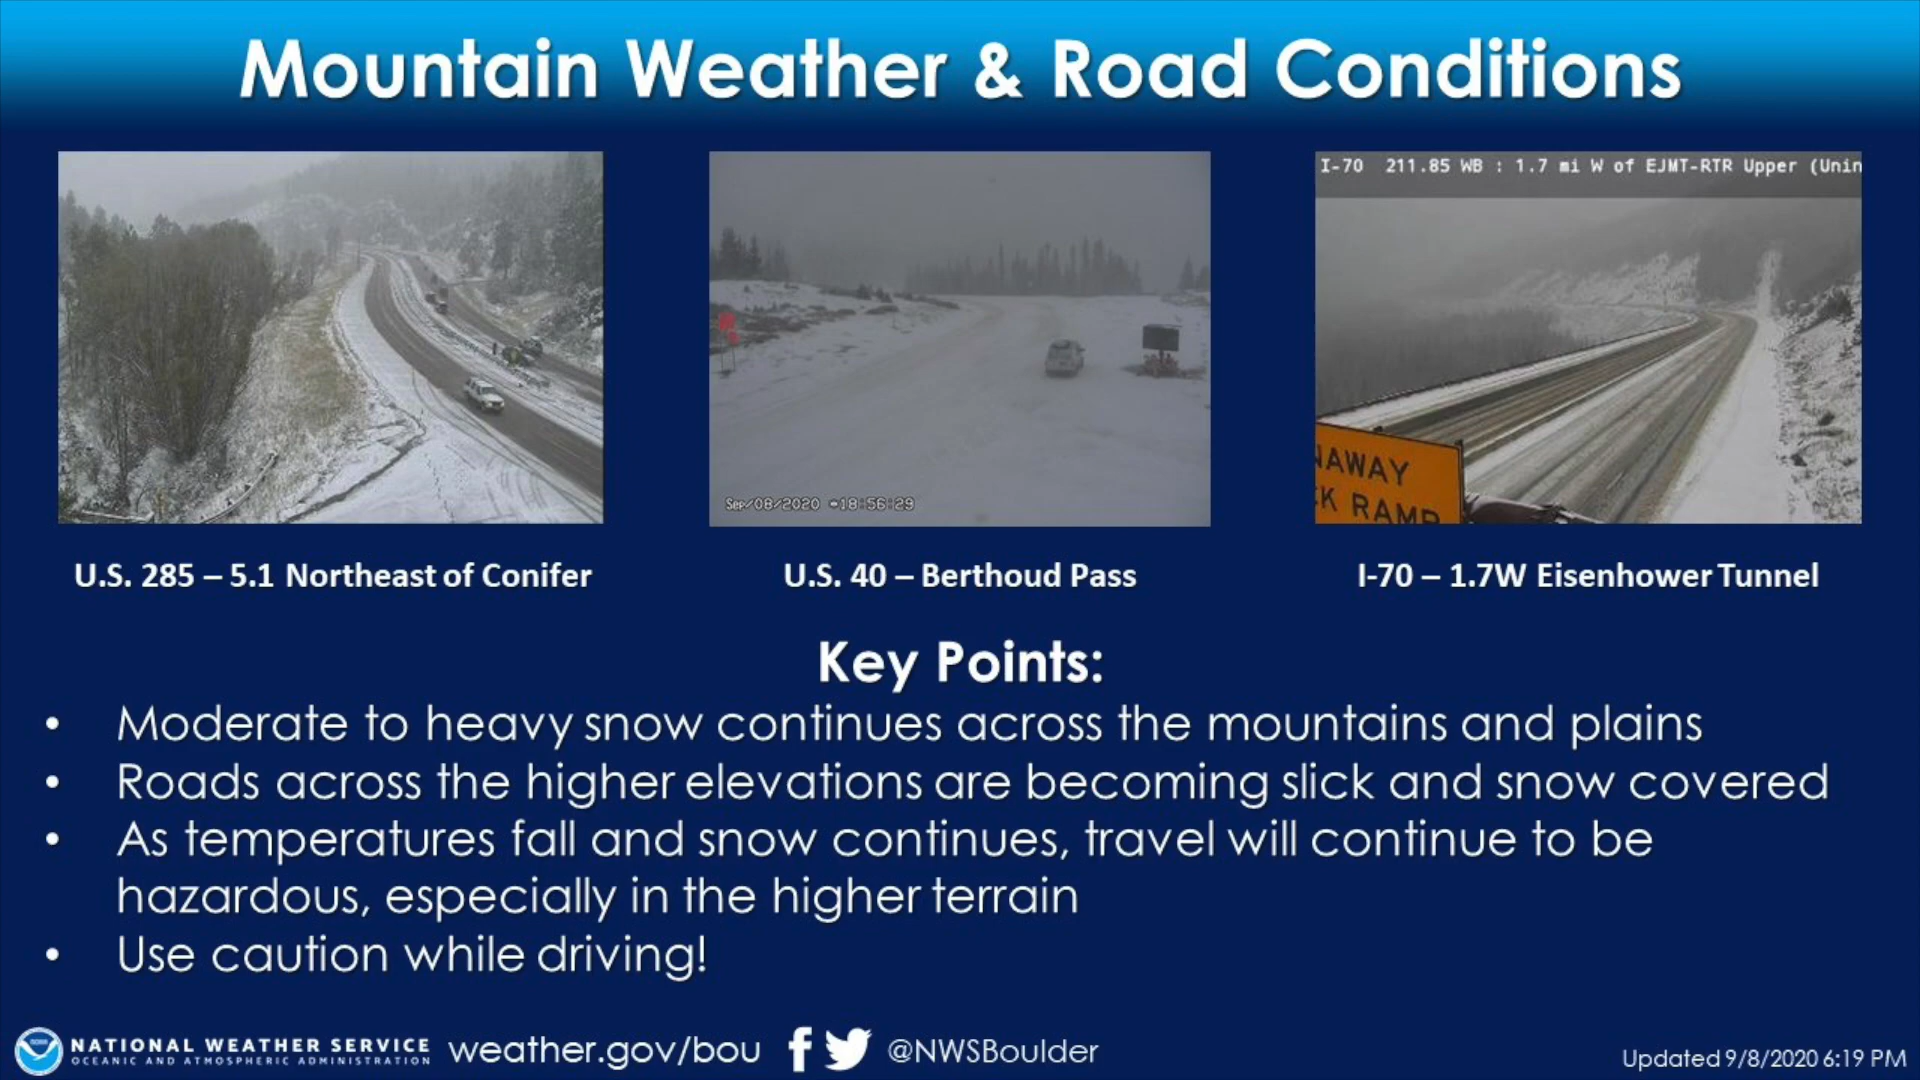 Mountain Weather & Road Conditions
I-70 211.85 WB : 1.7 mi W of EJMT-RTR Upper (Unin
Sep/08/2020 18:56:29
NAWAY
K RAMP
U.S. 285 – 5.1 Northeast of Conifer
U.S. 40 – Berthoud Pass
I-70 – 1.7W Eisenhower Tunnel
Key Points:
• Moderate to heavy snow continues across the mountains and plains
• Roads across the higher elevations are becoming slick and snow covered
• As temperatures fall and snow continues, travel will continue to be
hazardous, especially in the higher terrain
• Use caution while driving!
NATIONAL WEATHER SERVICE
OCEANIC AND ATMOSPHERIC ADMINISTRATION
weather.gov/bou
@NWSBoulder
Updated 9/8/2020 6:19 PM